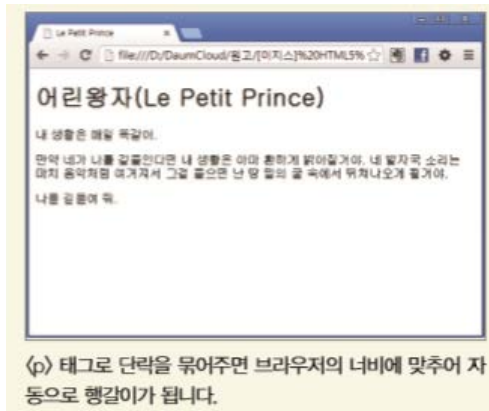 Le Petit Prince
file:///D:/DaumCloud/원고/[이지스]%20HTML5%
어린왕자(Le Petit Prince)
내 생활은 매일 똑같아.
만약 네가 나를 길들인다면 내 생활은 아마 환하게 밝아질거야. 네 발자국 소리는
마치 음악처럼 여겨져서 그걸 들으면 난 땅 밑의 굴 속에서 뛰쳐나오게 될거야.
나를 길들여 줘.
<p> 태그로 단락을 묶어주면 브라우저의 너비에 맞추어 자
동으로 행갈이가 됩니다.